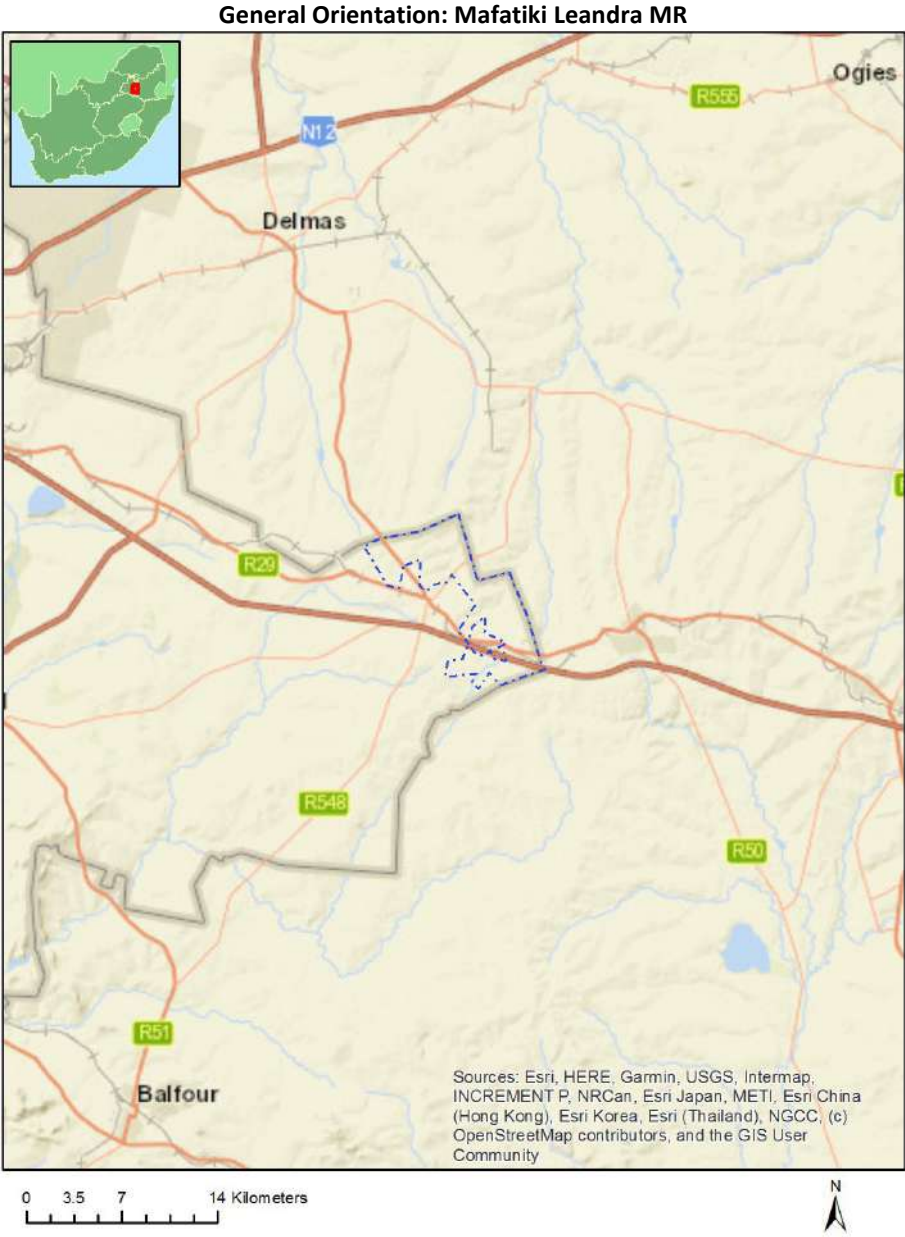 General Orientation: Mafatiki Leandra MR
Ogies
R555
N12
Delmas
R29
R548
R50
R51
Balfour
Sources: Esri, HERE, Garmin, USGS, Intermap,
INCREMENT P, NRCan, Esri Japan, METI, Esri China
(Hong Kong), Esri Korea, Esri (Thailand), NGCC, (c)
OpenStreetMap contributors, and the GIS User
Community
0 3.5 7 14 Kilometers
N